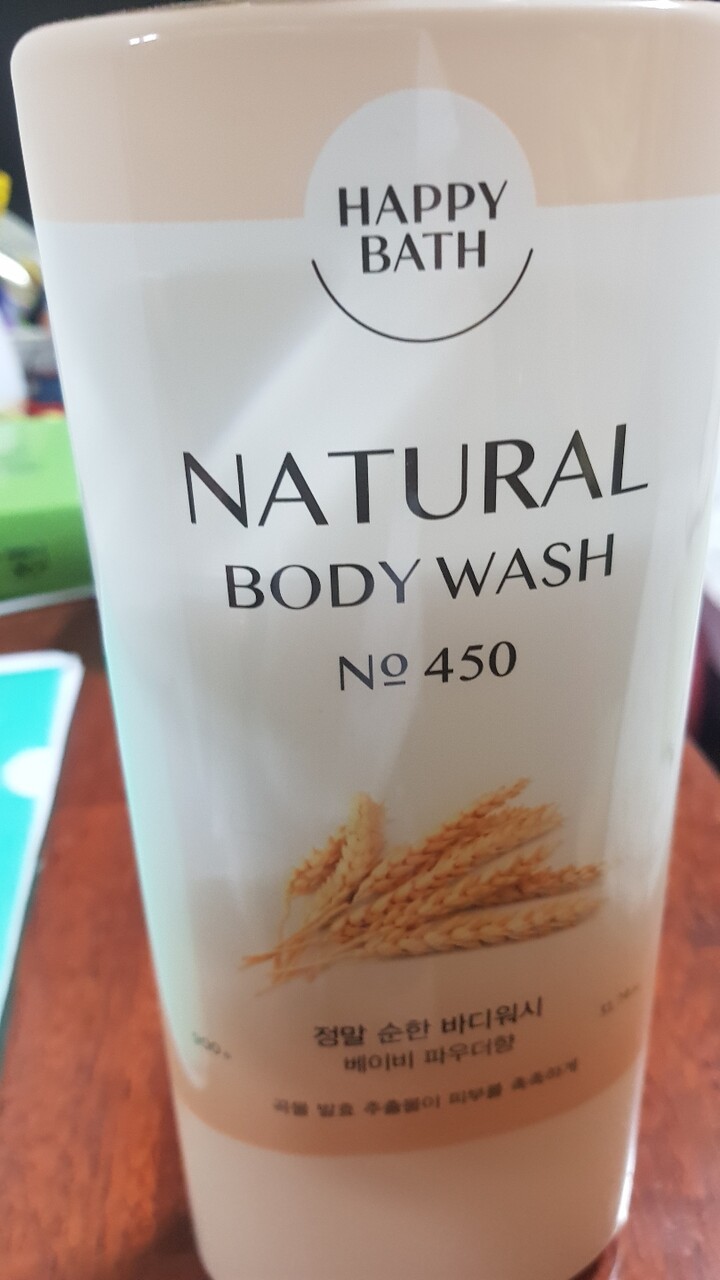 HAPPY
BATH
NATURAL
BODY WASH
№ 450
정말 순한 바디워시
베이비 파우더향
곡물 발효 추출물이 피부를 촉촉하게